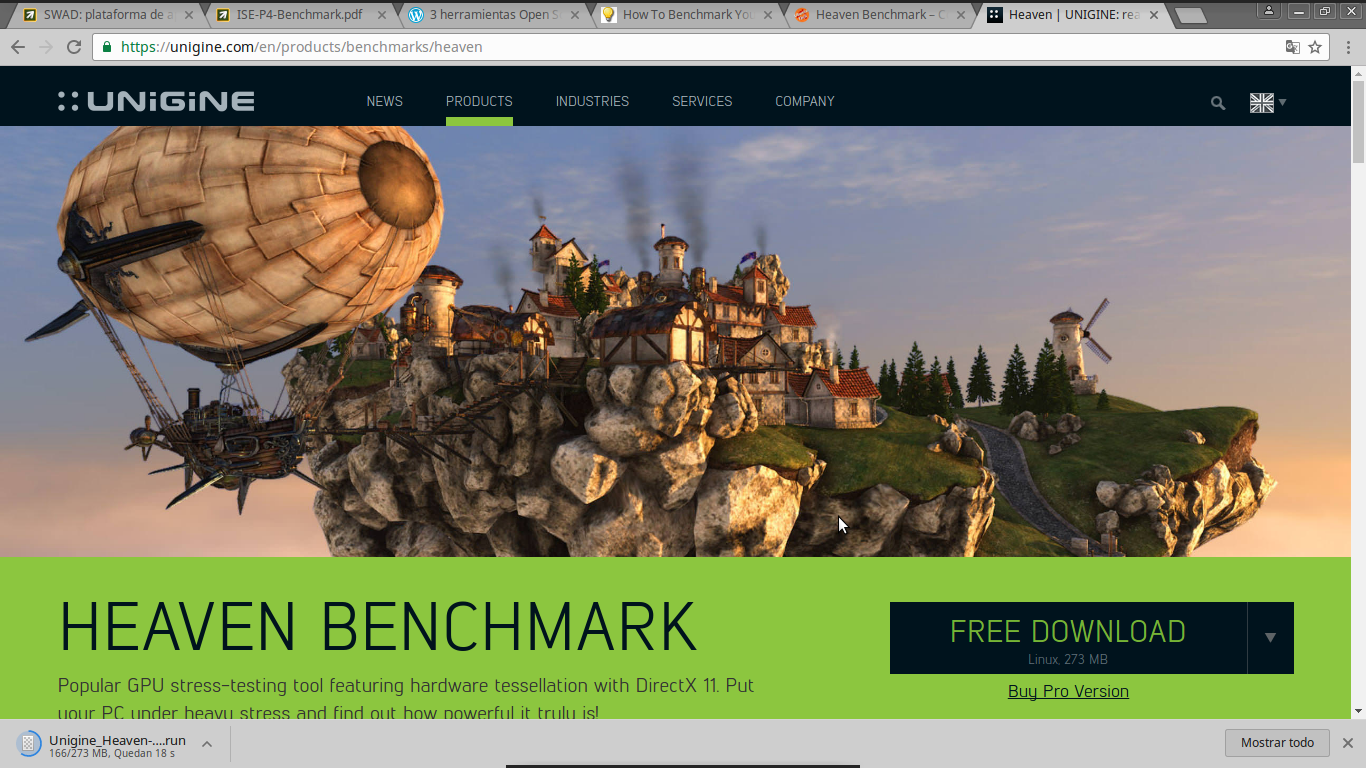 SWAD: plataforma de a
ISE-P4-Benchmark.pdf
3 herramientas Open S
How To Benchmark You
Heaven Benchmark – C
Heaven | UNIGINE: rea
https://unigine.com/en/products/benchmarks/heaven
UNiGiNE
NEWS
PRODUCTS
INDUSTRIES
SERVICES
COMPANY
HEAVEN BENCHMARK
Popular GPU stress-testing tool featuring hardware tessellation with DirectX 11. Put
your PC under heavy stress and find out how powerful it truly is!
FREE DOWNLOAD
Linux, 273 MB
Buy Pro Version
Unigine_Heaven-....run
166/273 MB, Quedan 18 s
Mostrar todo